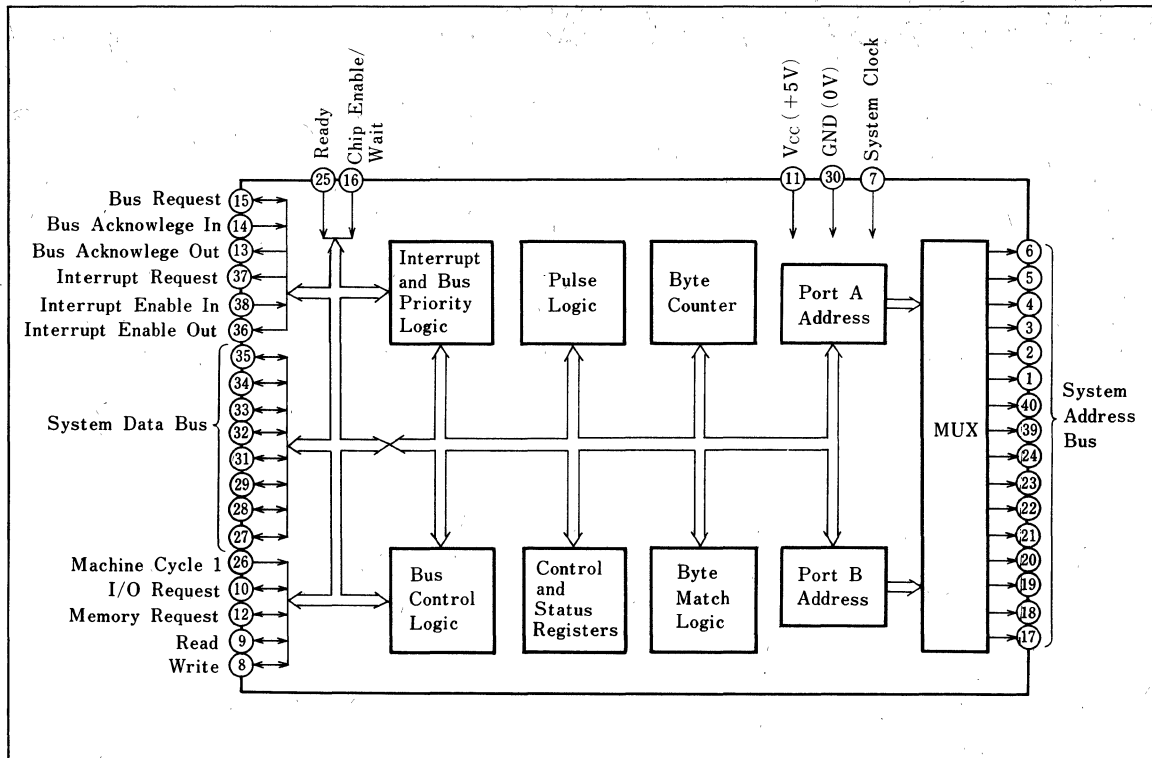 Ready
Chip Enable/
Wait
Vcc (+5V)
GND (0V)
System Clock
25
16
11
30
7
Bus Request 15
Bus Acknowlege In 14
Bus Acknowlege Out 13
Interrupt Request 37
Interrupt Enable In 38
Interrupt Enable Out 36
System Data Bus
35
34
33
32
31
29
28
27
Machine Cycle 1 26
I/O Request 10
Memory Request 12
Read 9
Write 8
Interrupt
and Bus
Priority
Logic
Pulse
Logic
Byte
Counter
Port A
Address
Bus
Control
Logic
Control
and
Status
Registers
Byte
Match
Logic
Port B
Address
MUX
6
5
4
3
2
1
40
39
24
23
22
21
20
19
18
17
System
Address
Bus